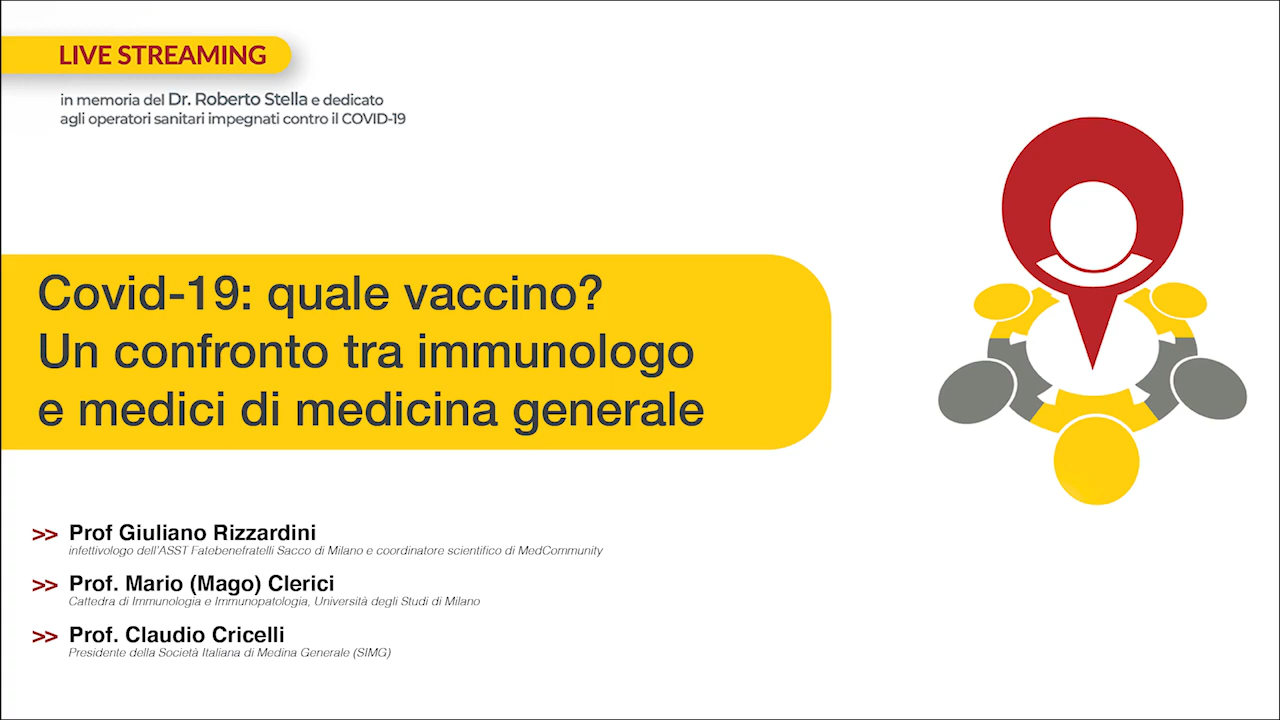 LIVE STREAMING
in memoria del Dr. Roberto Stella e dedicato
agli operatori sanitari impegnati contro il COVID-19
Covid-19: quale vaccino?
Un confronto tra immunologo
e medici di medicina generale
>> Prof Giuliano Rizzardini
infettivologo dell'ASST Fatebenefratelli Sacco di Milano e coordinatore scientifico di MedCommunity
>> Prof. Mario (Mago) Clerici
Cattedra di Immunologia e Immunopatologia, Università degli Studi di Milano
>> Prof. Claudio Cricelli
Presidente della Società Italiana di Medina Generale (SIMG)